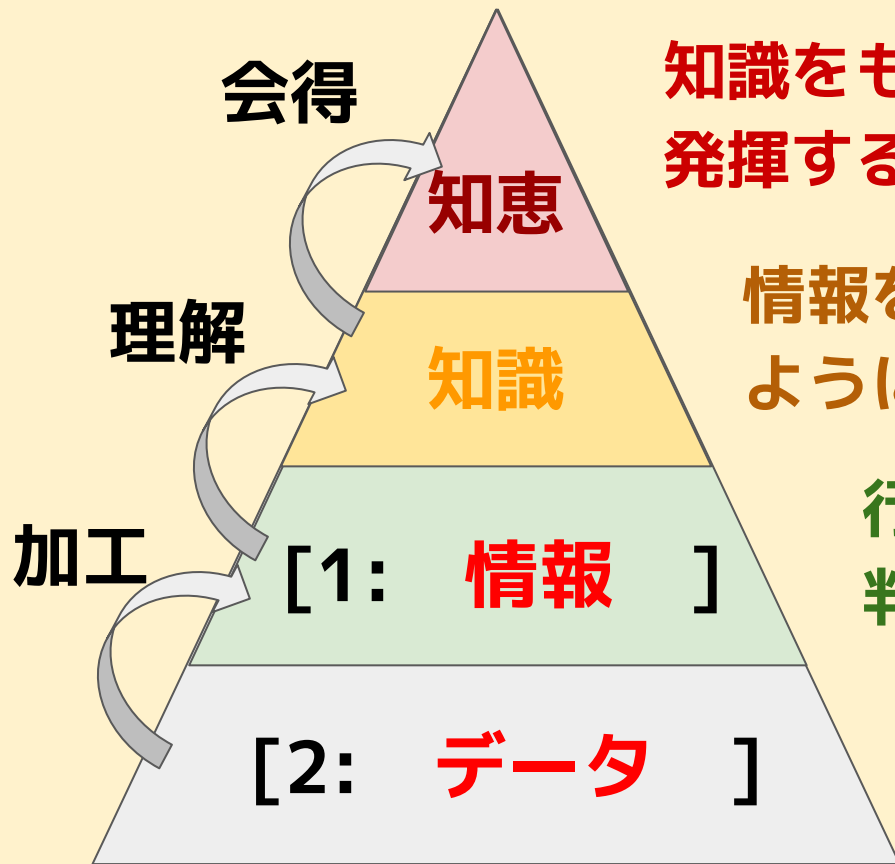 会得
知識をも
発揮する
知恵
理解
情報を
ように
知識
加工
[1: 情報 ]
[2: データ ]